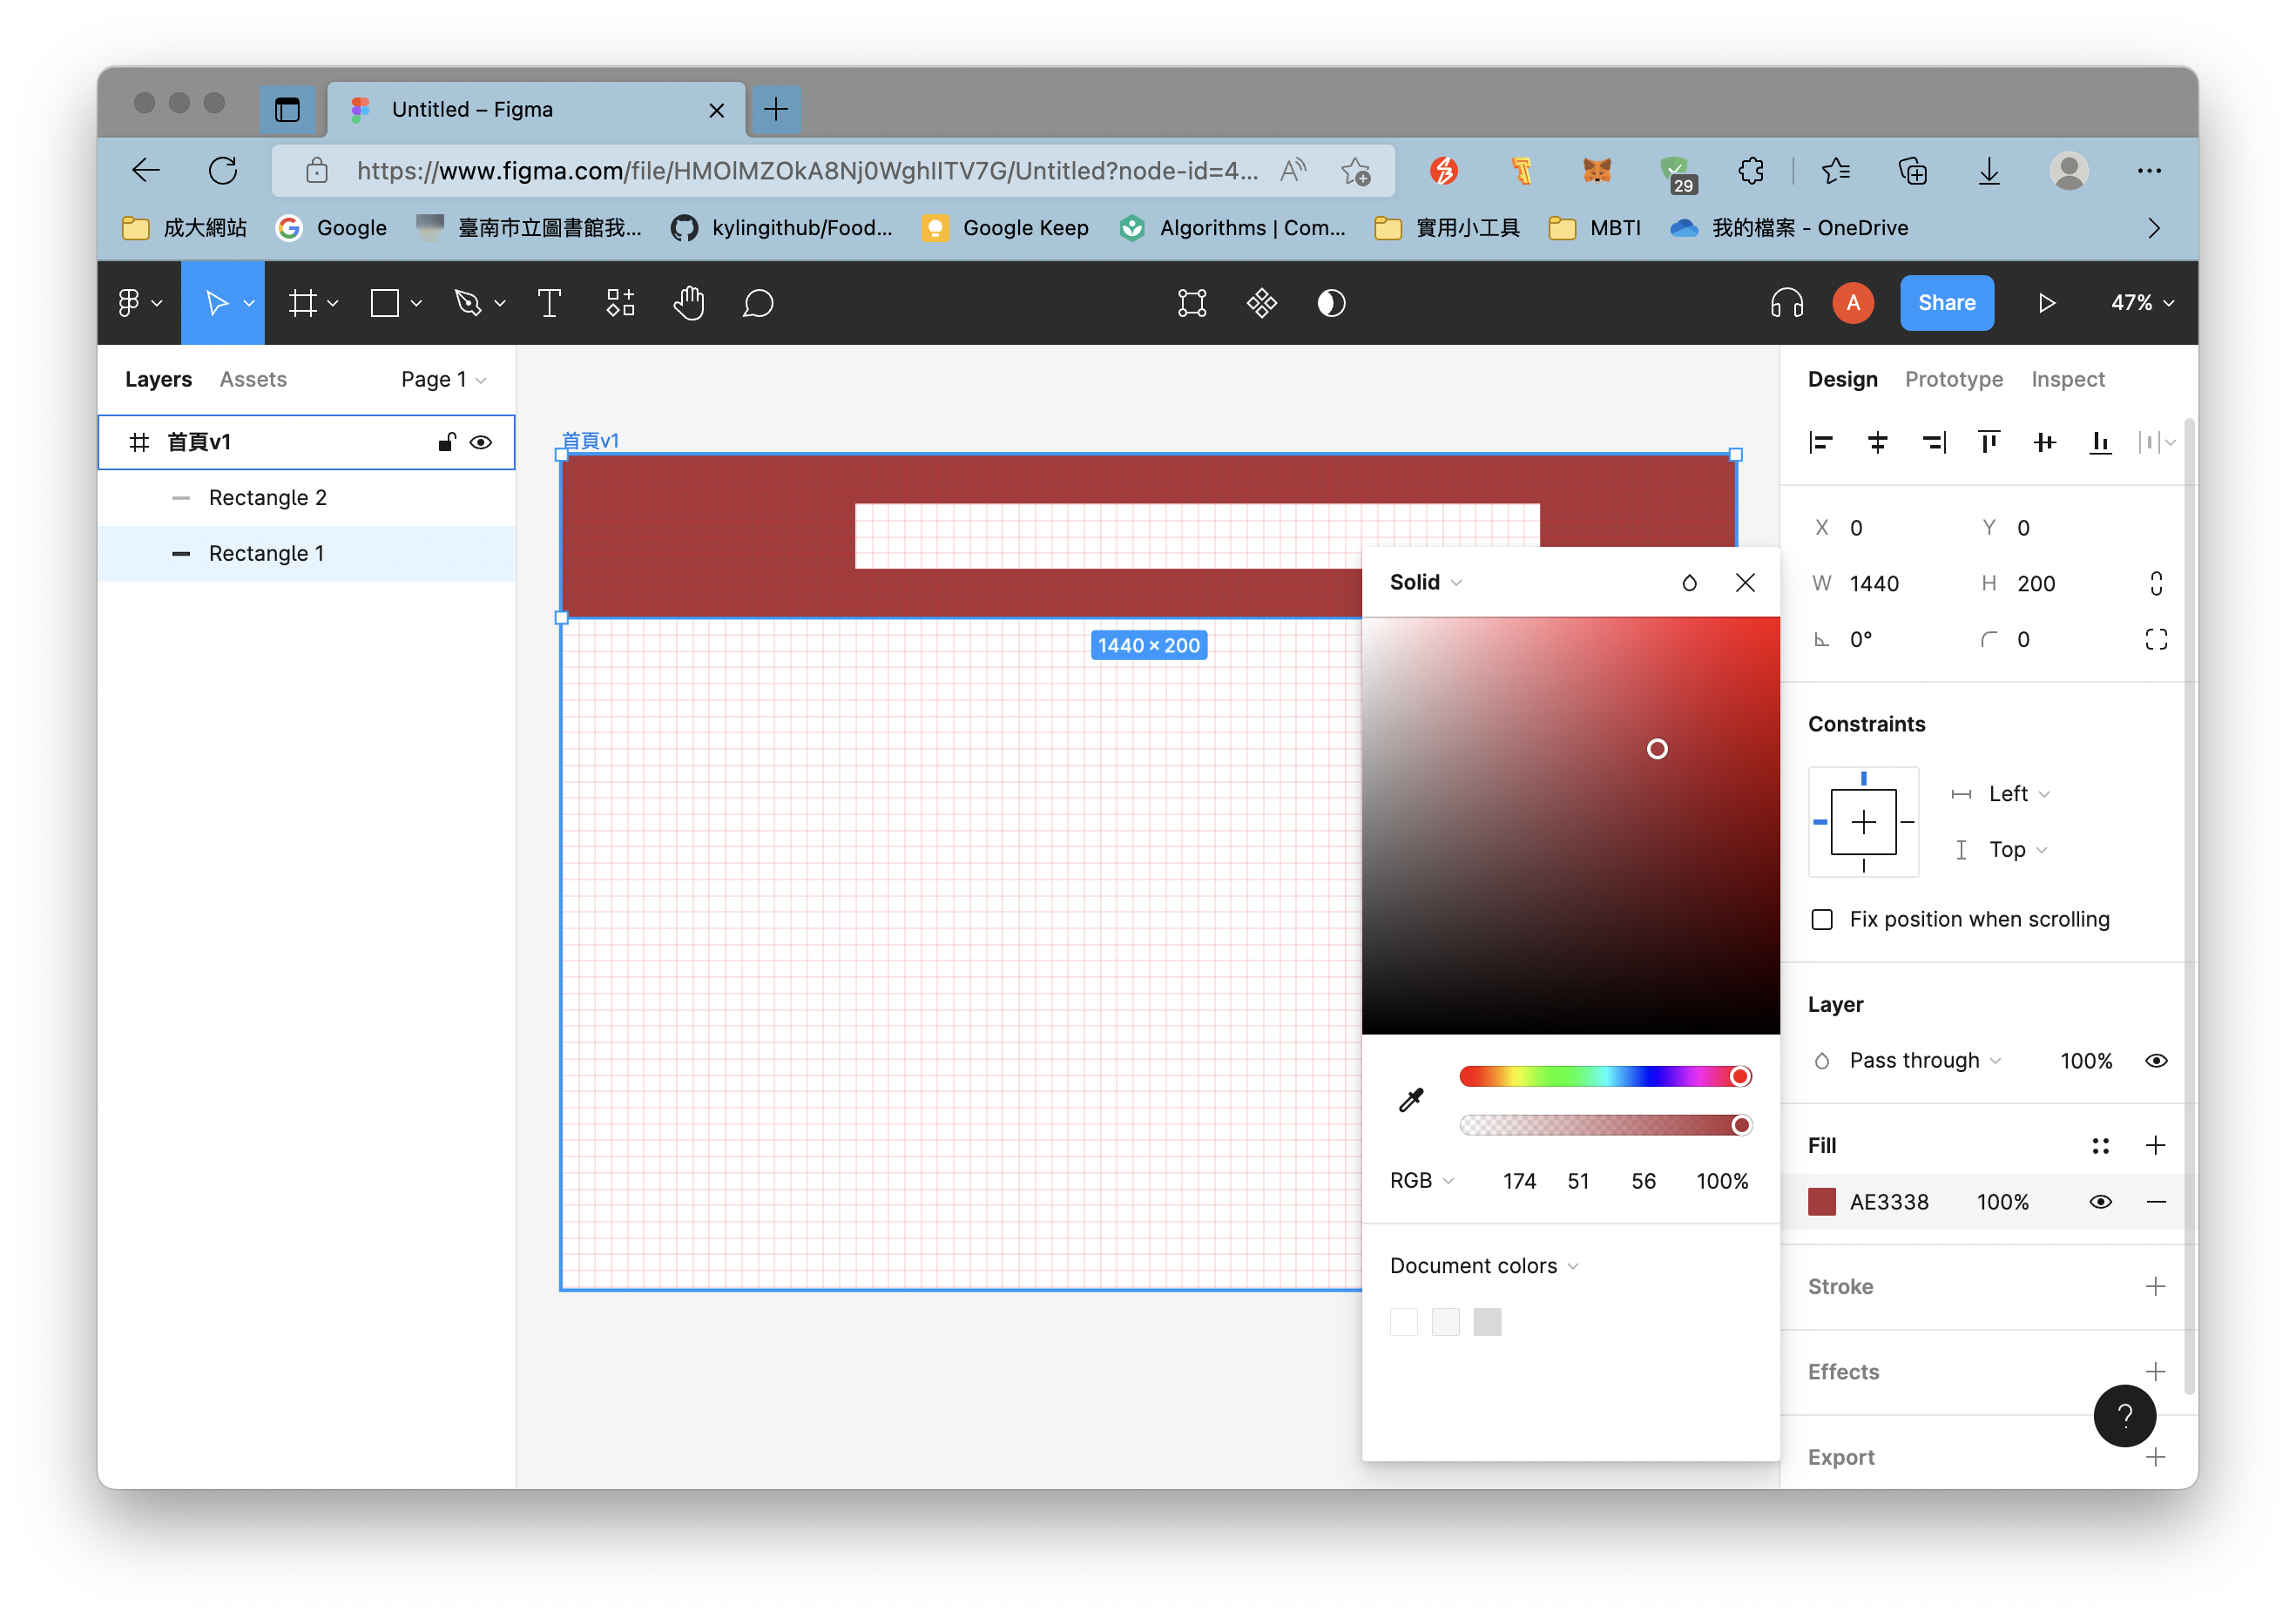 Untitled – Figma
https://www.figma.com/file/HMOlMZOkA8Nj0WghIITV7G/Untitled?node-id=4...
29
成大網站 Google 臺南市立圖書館我... kylingithub/Food... Google Keep Algorithms | Com... 實用小工具 MBTI 我的檔案 - OneDrive
A Share 47%
Layers Assets Page 1
首頁v1
Rectangle 2
Rectangle 1
首頁v1
1440 × 200
Solid
RGB 174 51 56 100%
Document colors
Design Prototype Inspect
X 0 Y 0
W 1440 H 200
0° 0
Constraints
Left
Top
Fix position when scrolling
Layer
Pass through 100%
Fill
AE3338 100%
Stroke
Effects
?
Export